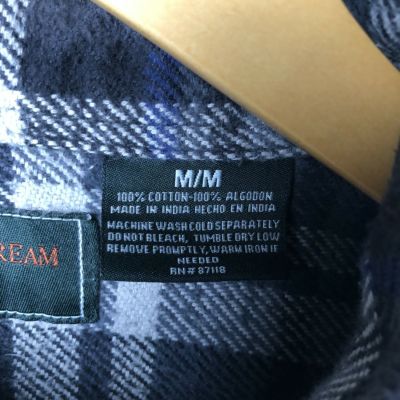 M/M
100% COTTON-100% ALGODON
MADE IN INDIA HECHO EN INDIA
MACHINE WASH COLD SEPARATELY
DO NOT BLEACH, TUMBLE DRY LOW
REMOVE PROMPTLY, WARM IRON IF
NEEDED
RN# 87118
REAM